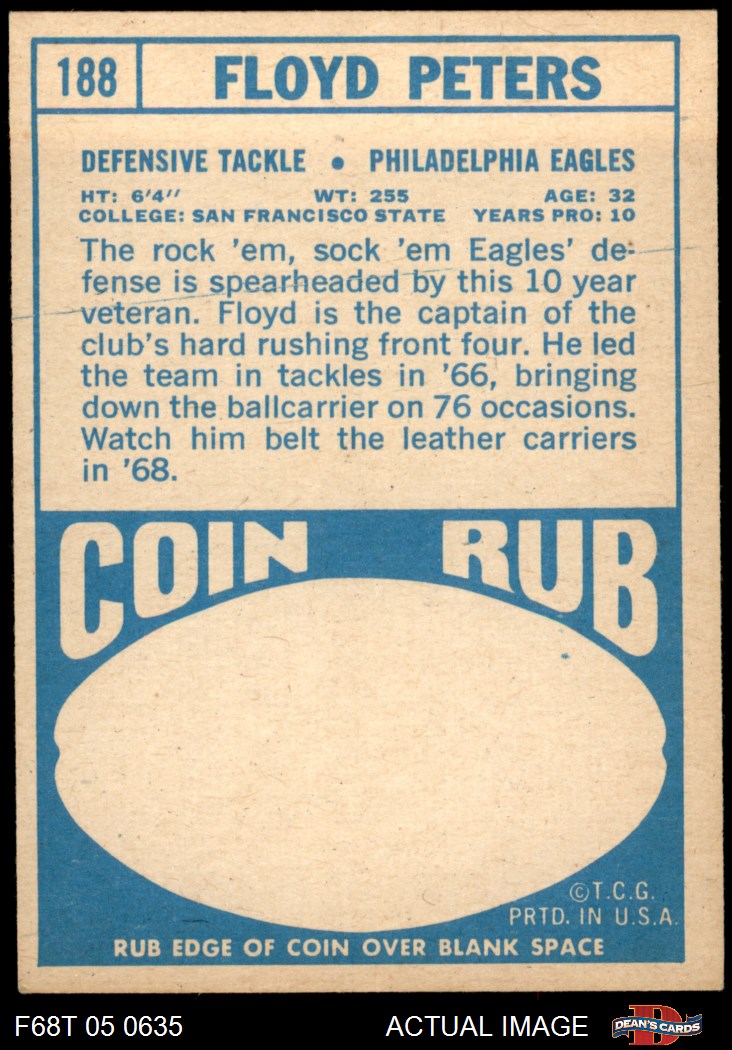 188 FLOYD PETERS
DEFENSIVE TACKLE • PHILADELPHIA EAGLES
HT: 6'4'' WT: 255 AGE: 32
COLLEGE: SAN FRANCISCO STATE YEARS PRO: 10
The rock 'em, sock 'em Eagles' de-
fense is spearheaded by this 10 year
veteran. Floyd is the captain of the
club's hard rushing front four. He led
the team in tackles in '66, bringing
down the ballcarrier on 76 occasions.
Watch him belt the leather carriers
in '68.
COIN RUB
©T.C.G.
PRTD. IN U.S.A.
RUB EDGE OF COIN OVER BLANK SPACE
F68T 05 0635 ACTUAL IMAGE D DEAN'S CARDS